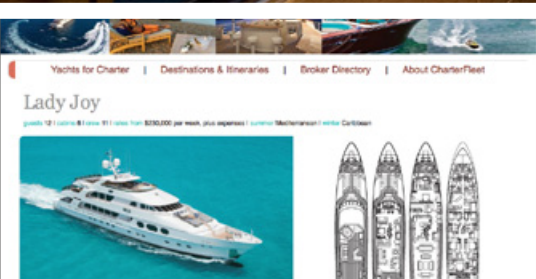 Yachts for Charter | Destinations & Itineraries | Broker Directory | About CharterFleet
Lady Joy
guests 12 | cabins 6 | crew 11 | rates from $230,000 per week, plus expenses | summer Mediterranean | winter Caribbean